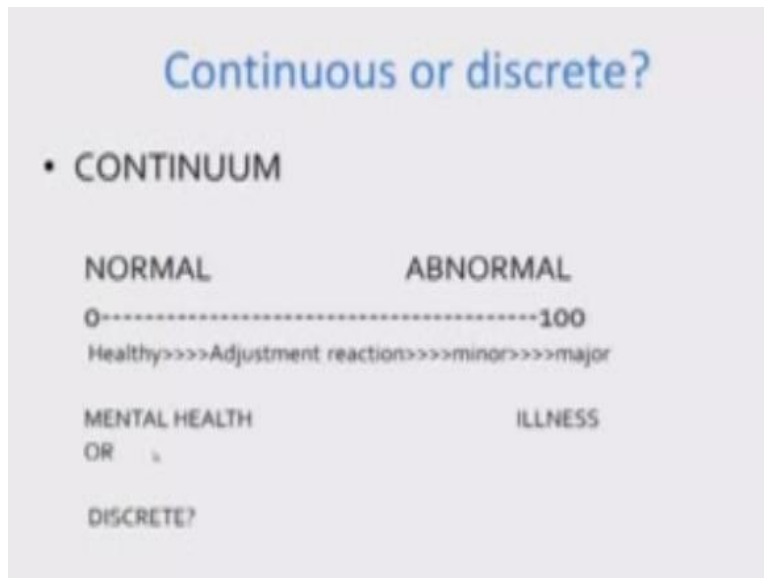 Continuous or discrete?
• CONTINUUM
NORMAL ABNORMAL
0-----------------------------------------100
Healthy>>>>Adjustment reaction>>>>minor>>>>major
MENTAL HEALTH ILLNESS
OR
DISCRETE?